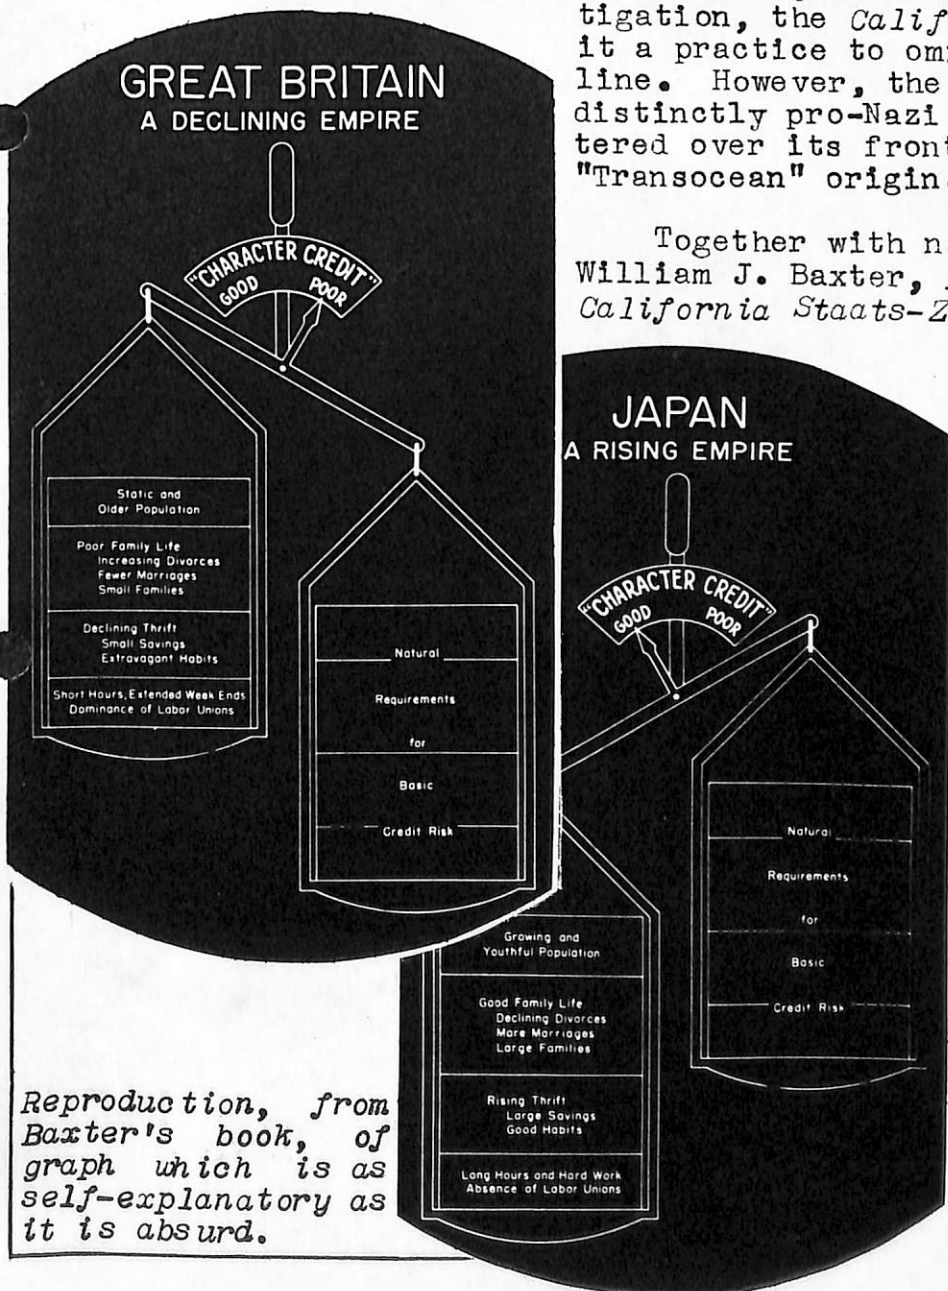 tigation, the Calif
it a practice to om
line. However, the
distinctly pro-Nazi
tered over its front
"Transocean" origin.
Together with n
William J. Baxter,
California Staats-Z
GREAT BRITAIN
A DECLINING EMPIRE
"CHARACTER CREDIT"
GOOD POOR
Static and
Older Population
Poor Family Life
Increasing Divorces
Fewer Marriages
Small Families
Declining Thrift
Small Savings
Extravagant Habits
Short Hours, Extended Week Ends
Dominance of Labor Unions
Natural
Requirements
for
Basic
Credit Risk
JAPAN
A RISING EMPIRE
"CHARACTER CREDIT"
GOOD POOR
Growing and
Youthful Population
Good Family Life
Declining Divorces
More Marriages
Large Families
Rising Thrift
Large Savings
Good Habits
Long Hours and Hard Work
Absence of Labor Unions
Natural
Requirements
for
Basic
Credit Risk
Reproduction, from
Baxter's book, of
graph which is as
self-explanatory as
it is absurd.